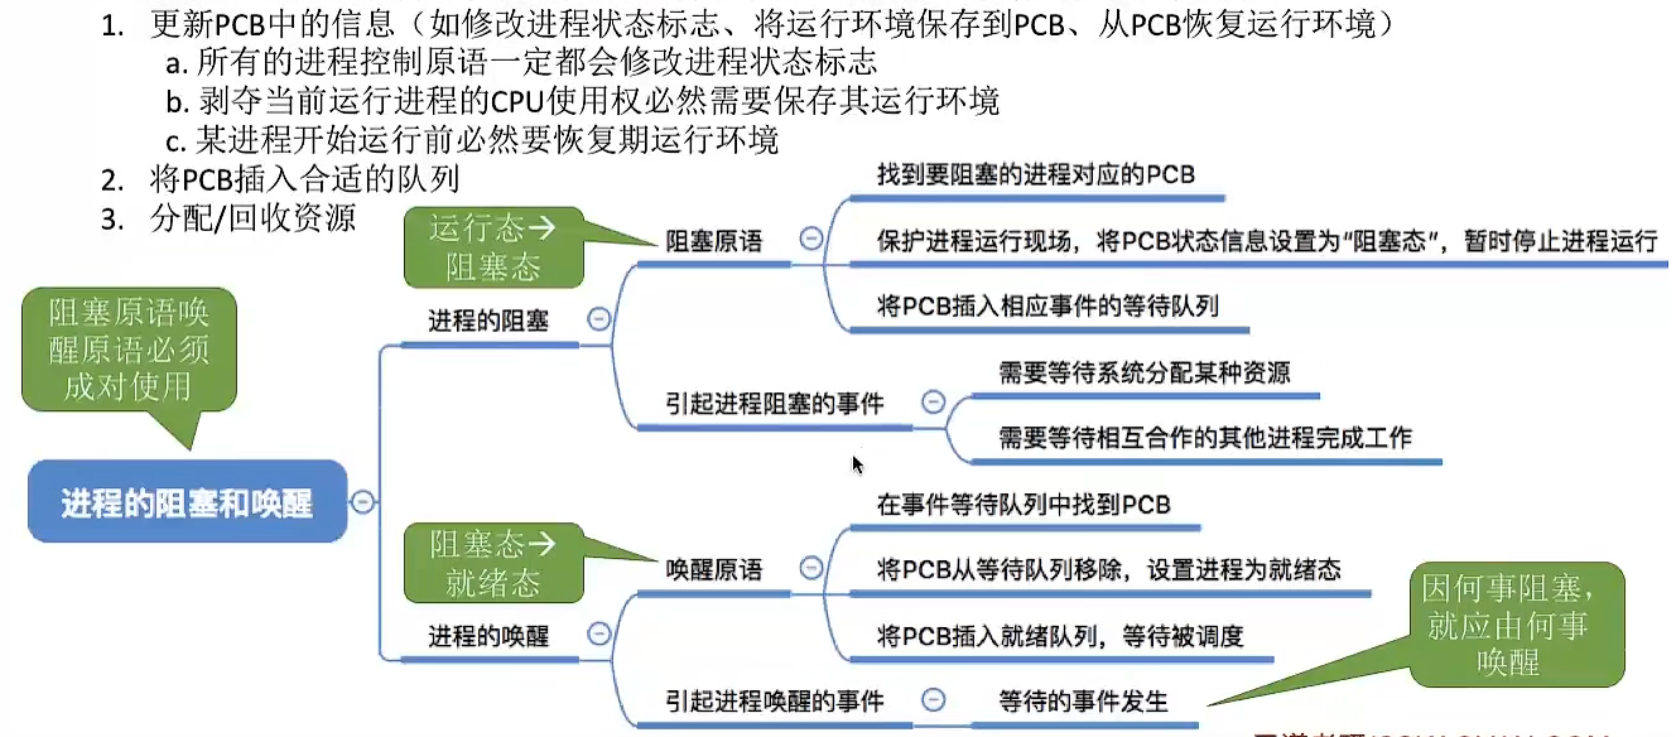 1. 更新PCB中的信息（如修改进程状态标志、将运行环境保存到PCB、从PCB恢复运行环境）
a. 所有的进程控制原语一定都会修改进程状态标志
b. 剥夺当前运行进程的CPU使用权必然需要保存其运行环境
c. 某进程开始运行前必然要恢复期运行环境
2. 将PCB插入合适的队列
3. 分配/回收资源
找到要阻塞的进程对应的PCB
运行态→
阻塞态
阻塞原语
保护进程运行现场，将PCB状态信息设置为“阻塞态”，暂时停止进程运行
将PCB插入相应事件的等待队列
阻塞原语唤
醒原语必须
成对使用
进程的阻塞
需要等待系统分配某种资源
引起进程阻塞的事件
需要等待相互合作的其他进程完成工作
进程的阻塞和唤醒
在事件等待队列中找到PCB
阻塞态→
就绪态
唤醒原语
将PCB从等待队列移除，设置进程为就绪态
将PCB插入就绪队列，等待被调度
因何事阻塞，
就应由何事
唤醒
进程的唤醒
引起进程唤醒的事件
等待的事件发生